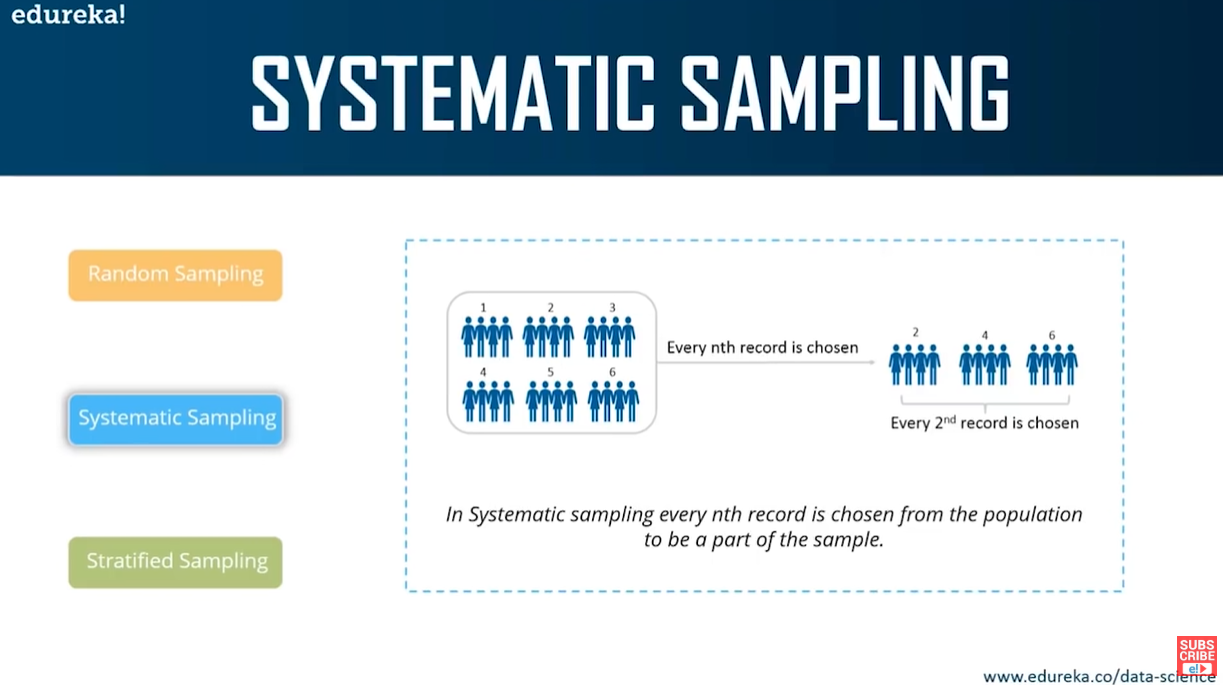 edureka!
SYSTEMATIC SAMPLING
Random Sampling
Systematic Sampling
Stratified Sampling
1 2 3
4 5 6
Every nth record is chosen
2 4 6
Every 2nd record is chosen
In Systematic sampling every nth record is chosen from the population
to be a part of the sample.
SUBS
CRIBE
e!
www.edureka.co/data-science